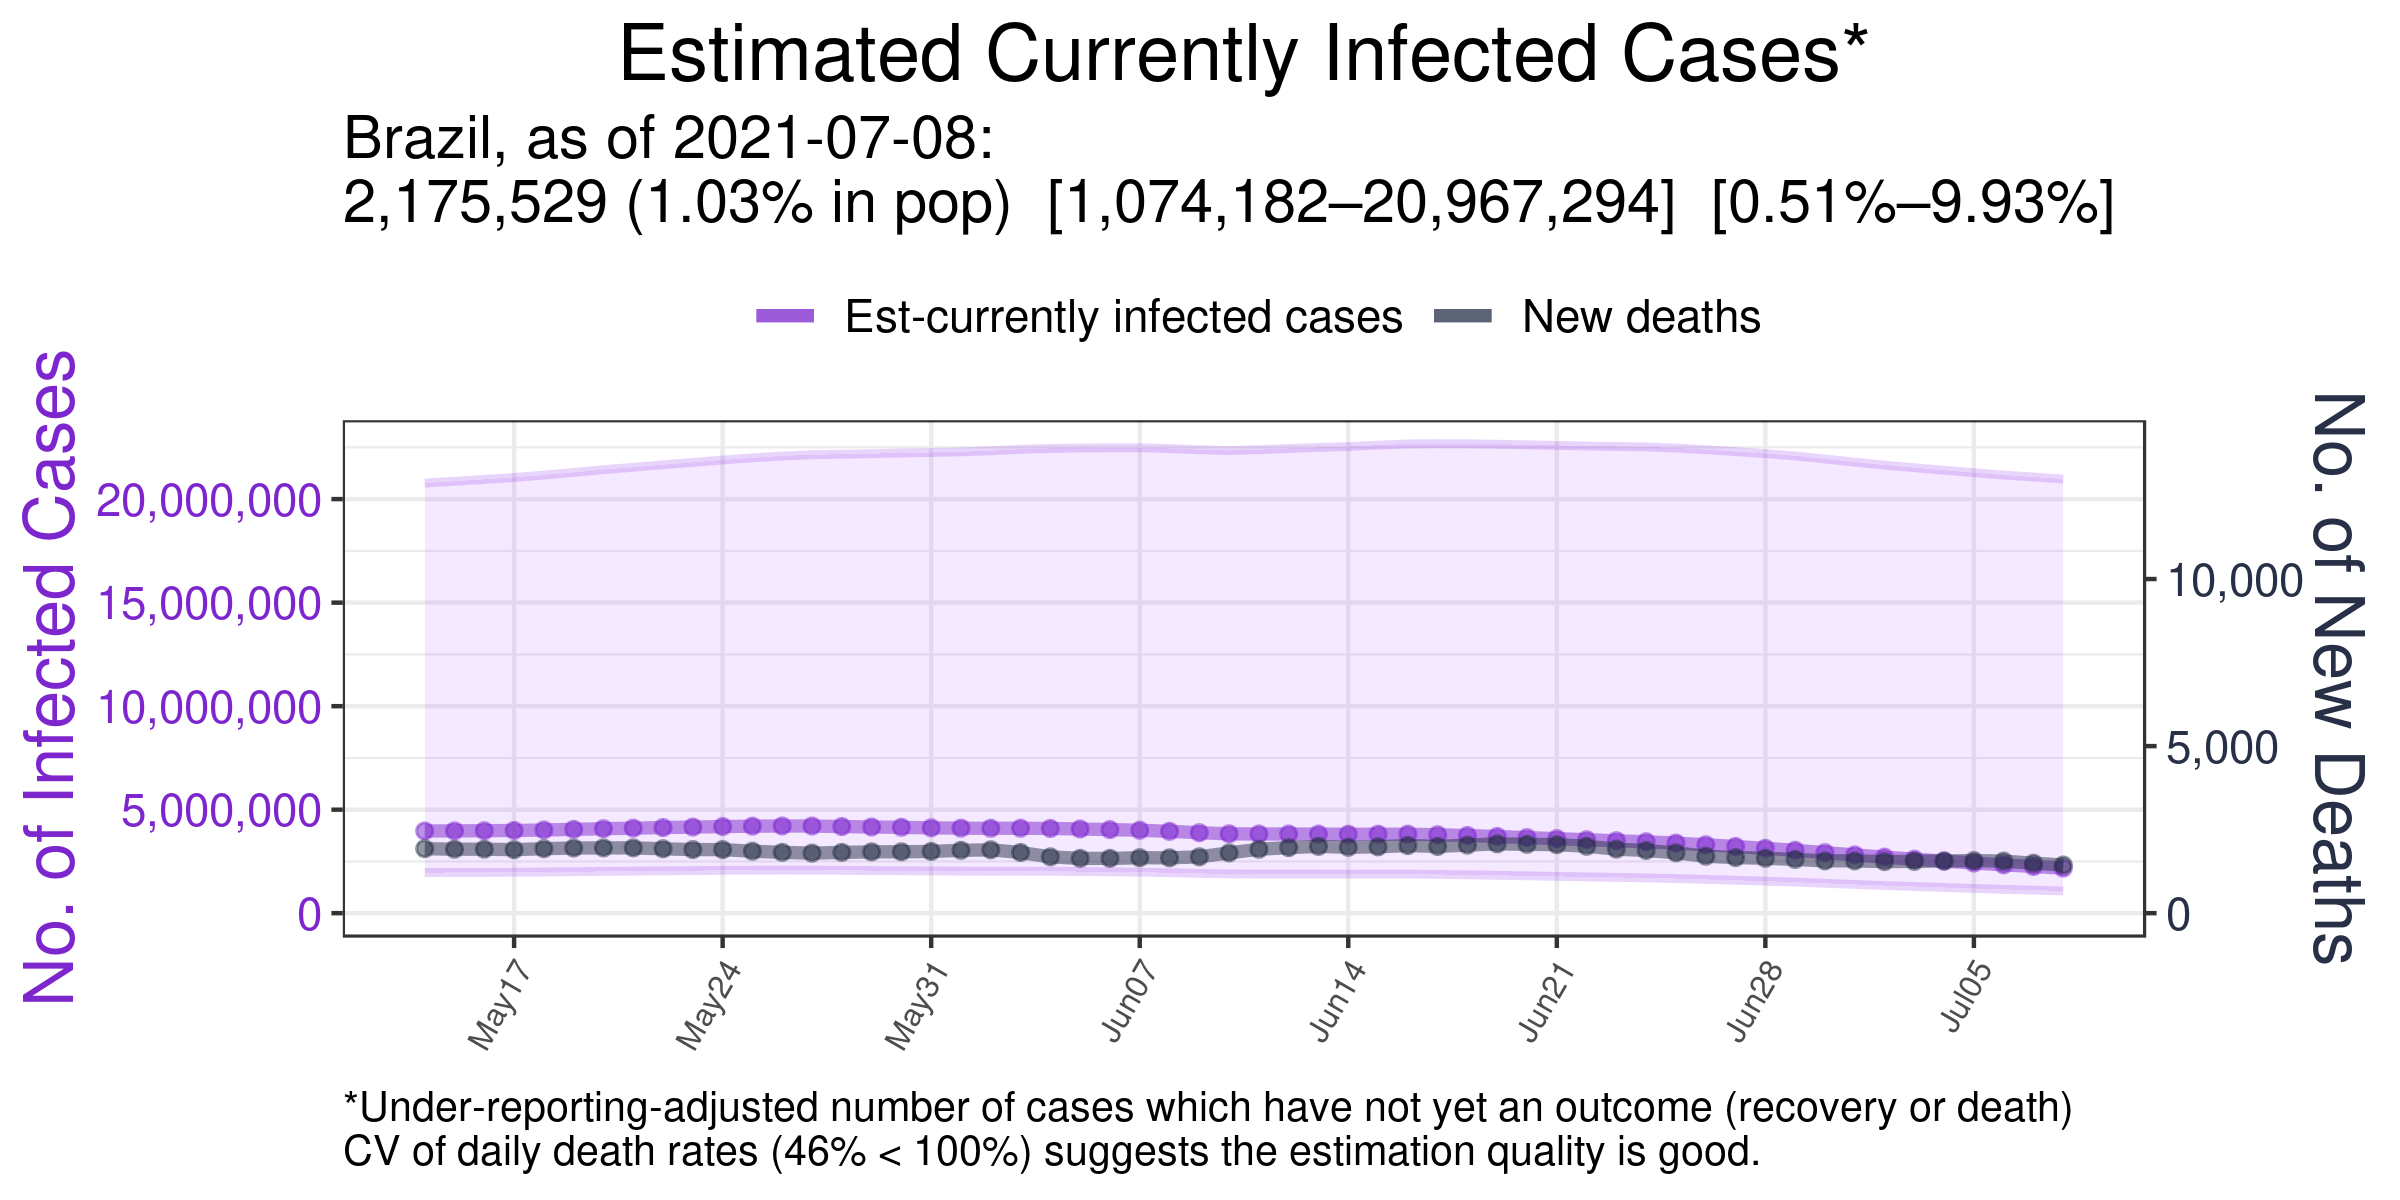 Estimated Currently Infected Cases*
Brazil, as of 2021-07-08:
2,175,529 (1.03% in pop)  [1,074,182–20,967,294]  [0.51%–9.93%]
Est-currently infected cases
New deaths
No. of Infected Cases
20,000,000
15,000,000
10,000,000
5,000,000
0
No. of New Deaths
10,000
5,000
0
May17
May24
May31
Jun07
Jun14
Jun21
Jun28
Jul05
*Under-reporting-adjusted number of cases which have not yet an outcome (recovery or death)
CV of daily death rates (46% < 100%) suggests the estimation quality is good.